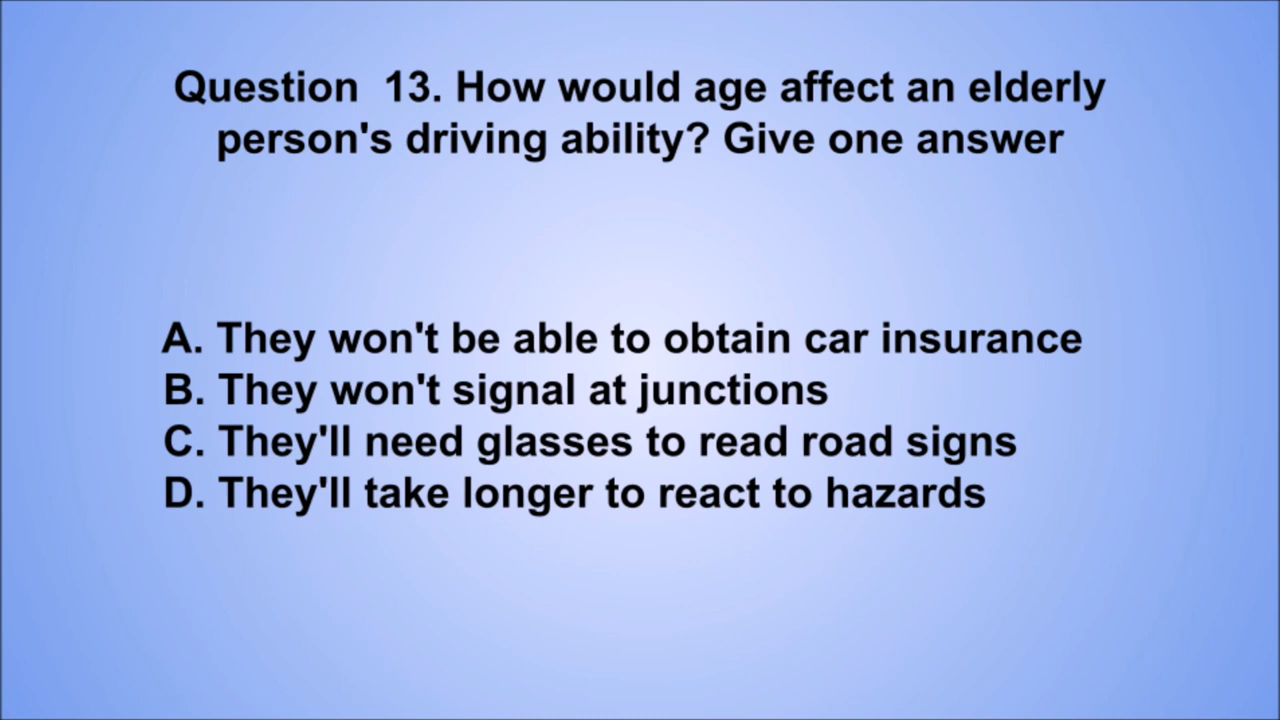 Question  13. How would age affect an elderly
person's driving ability? Give one answer
A. They won't be able to obtain car insurance
B. They won't signal at junctions
C. They'll need glasses to read road signs
D. They'll take longer to react to hazards